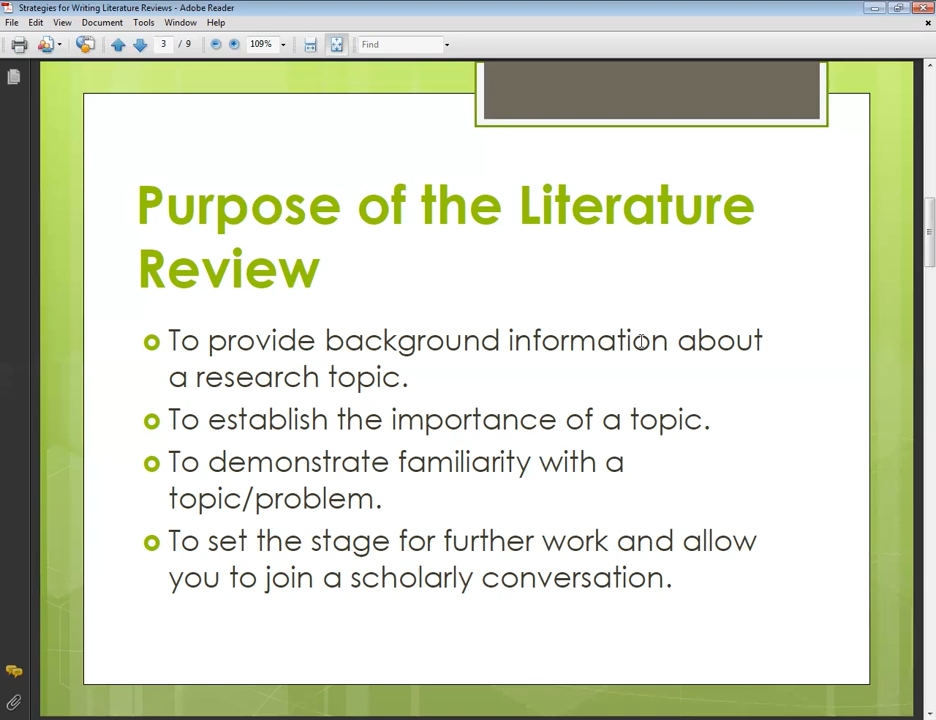 Strategies for Writing Literature Reviews - Adobe Reader
File Edit View Document Tools Window Help
3 / 9 109% Find
Purpose of the Literature
Review
To provide background information about
a research topic.
To establish the importance of a topic.
To demonstrate familiarity with a
topic/problem.
To set the stage for further work and allow
you to join a scholarly conversation.